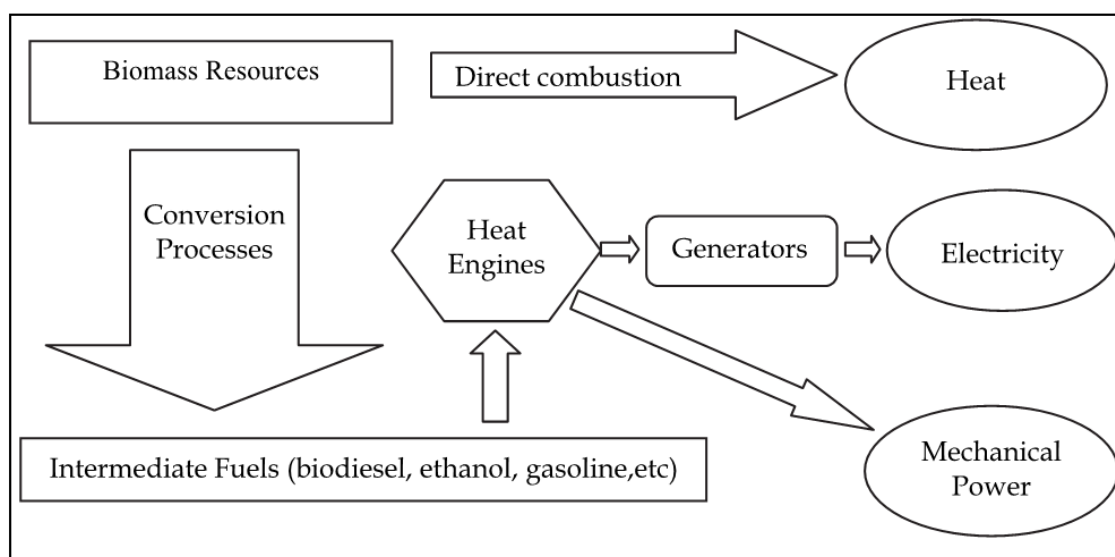 Biomass Resources
Direct combustion
Heat
Conversion
Processes
Heat
Engines
Generators
Electricity
Intermediate Fuels (biodiesel, ethanol, gasoline,etc)
Mechanical
Power